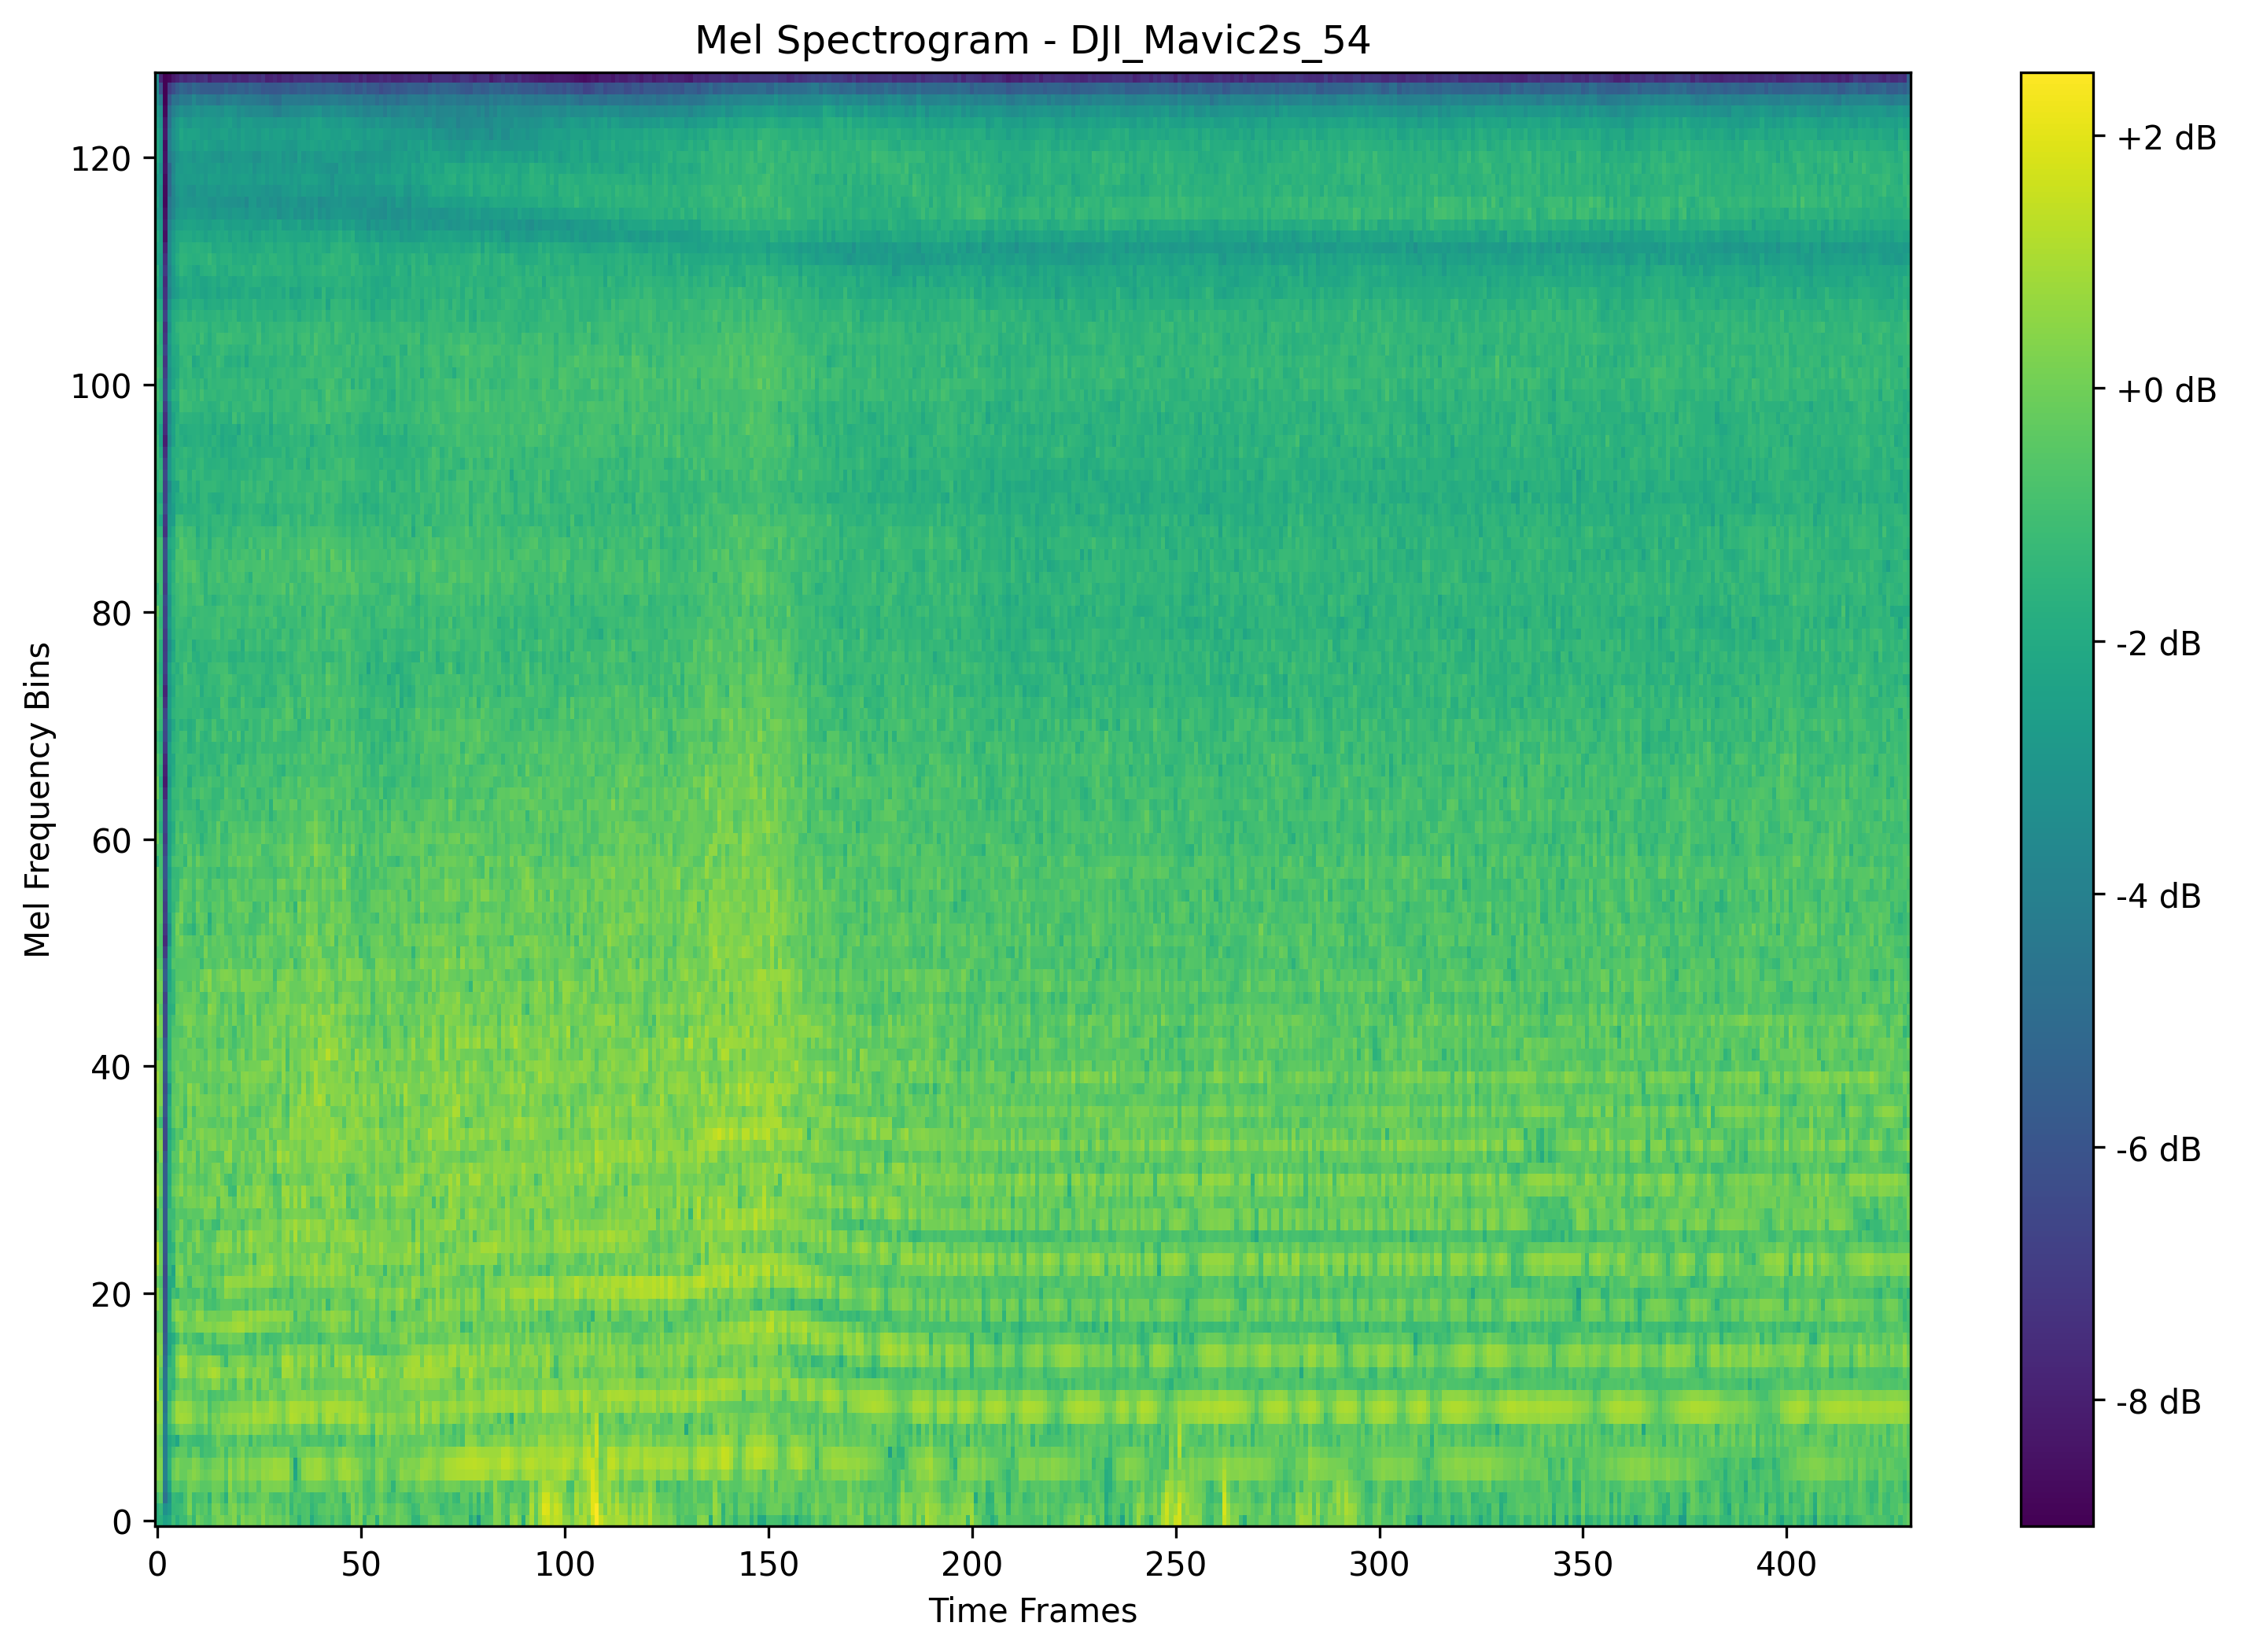 Mel Spectrogram - DJI_Mavic2s_54
Mel Frequency Bins
120
100
80
60
40
20
0
0 50 100 150 200 250 300 350 400
Time Frames
+2 dB
+0 dB
-2 dB
-4 dB
-6 dB
-8 dB